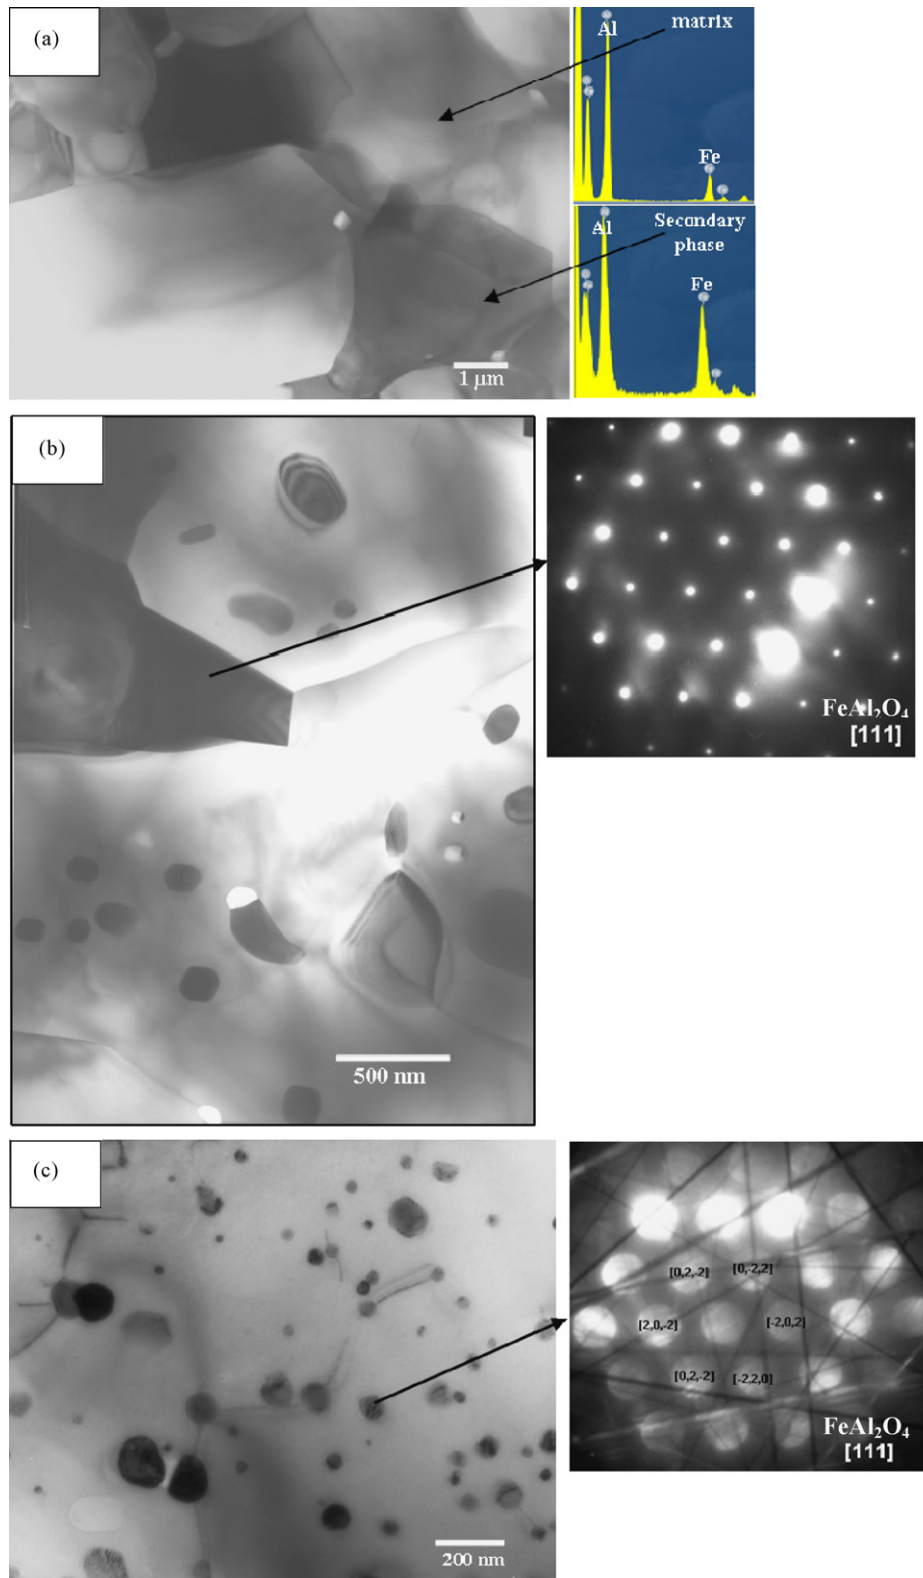 (a)
matrix
Al
Fe
Secondary
phase
Al
Fe
1 µm
(b)
FeAl₂O₄
[111]
500 nm
(c)
[0,2,-2]
[0,-2,2]
[2,0,-2]
[-2,0,2]
[0,2,-2]
[-2,2,0]
FeAl₂O₄
[111]
200 nm